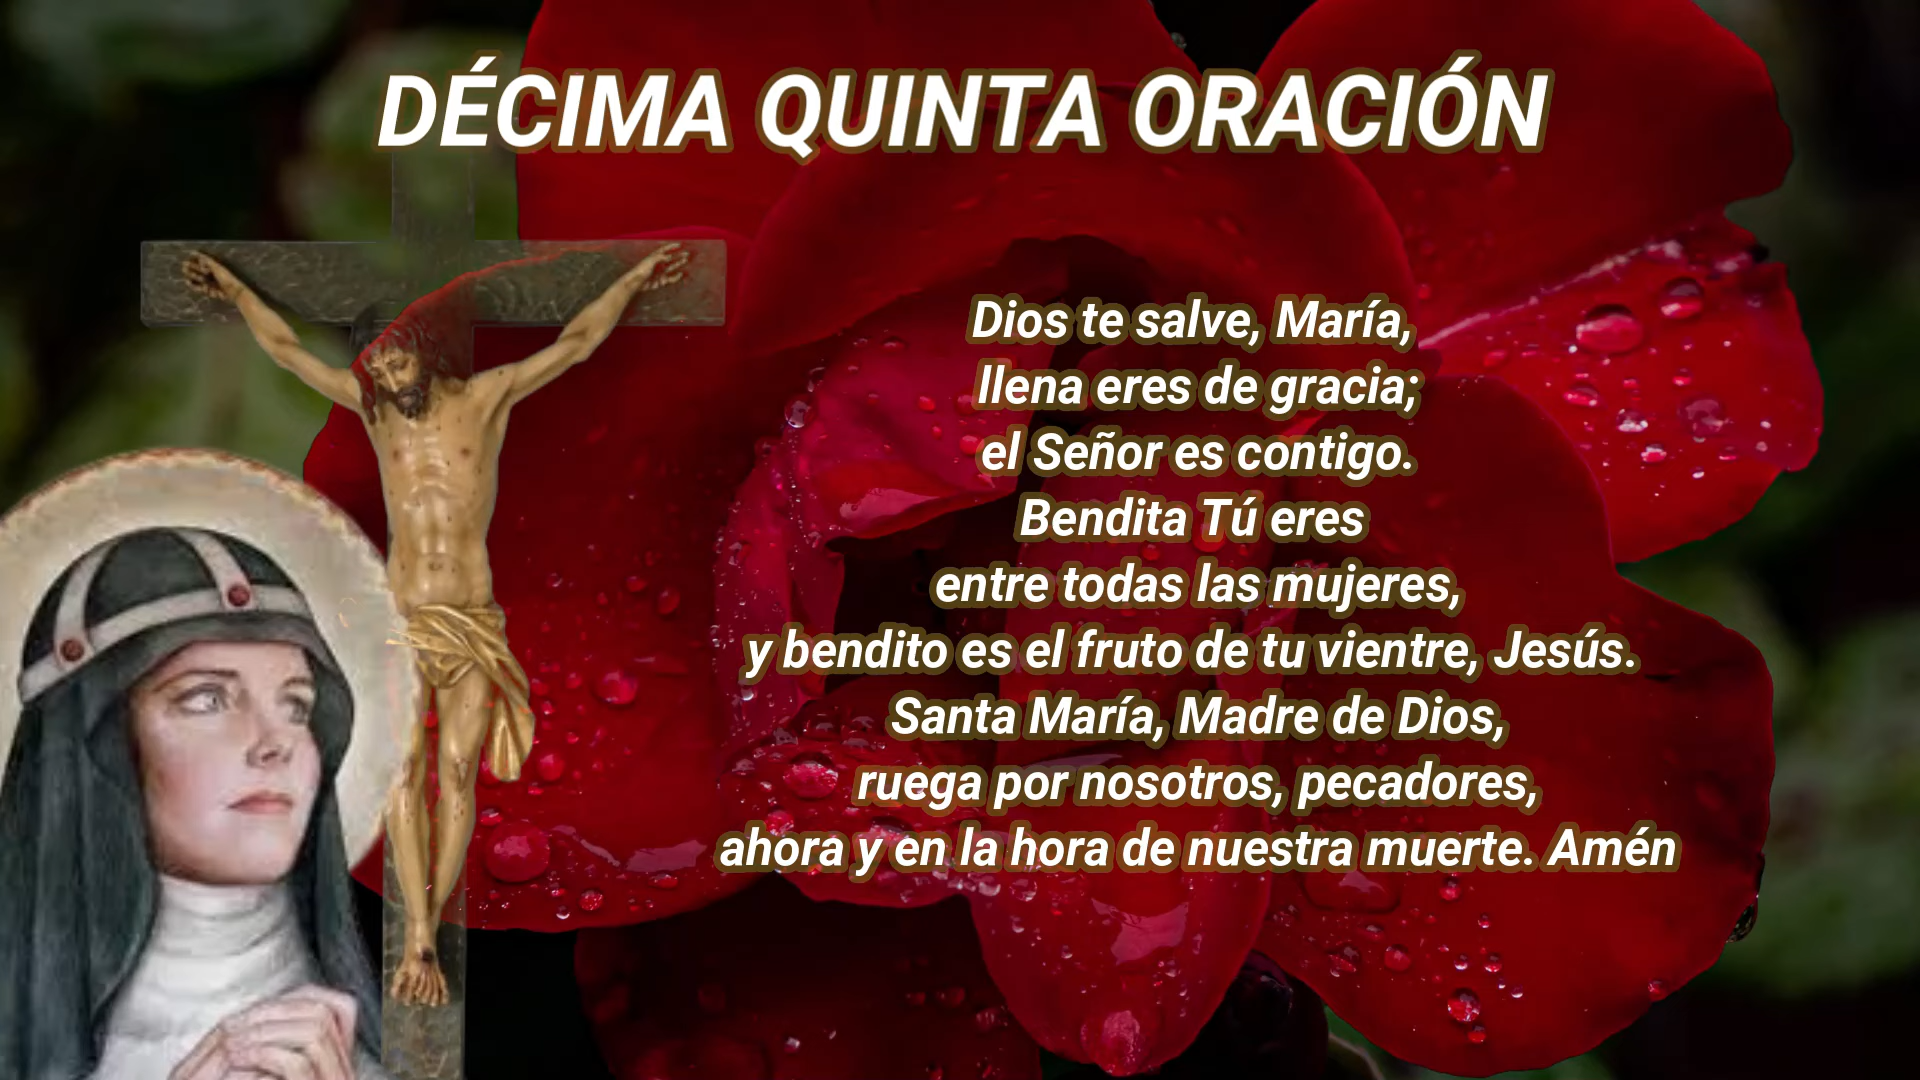 DÉCIMA QUINTA ORACIÓN
Dios te salve, María,
llena eres de gracia;
el Señor es contigo.
Bendita Tú eres
entre todas las mujeres,
y bendito es el fruto de tu vientre, Jesús.
Santa María, Madre de Dios,
ruega por nosotros, pecadores,
ahora y en la hora de nuestra muerte. Amén